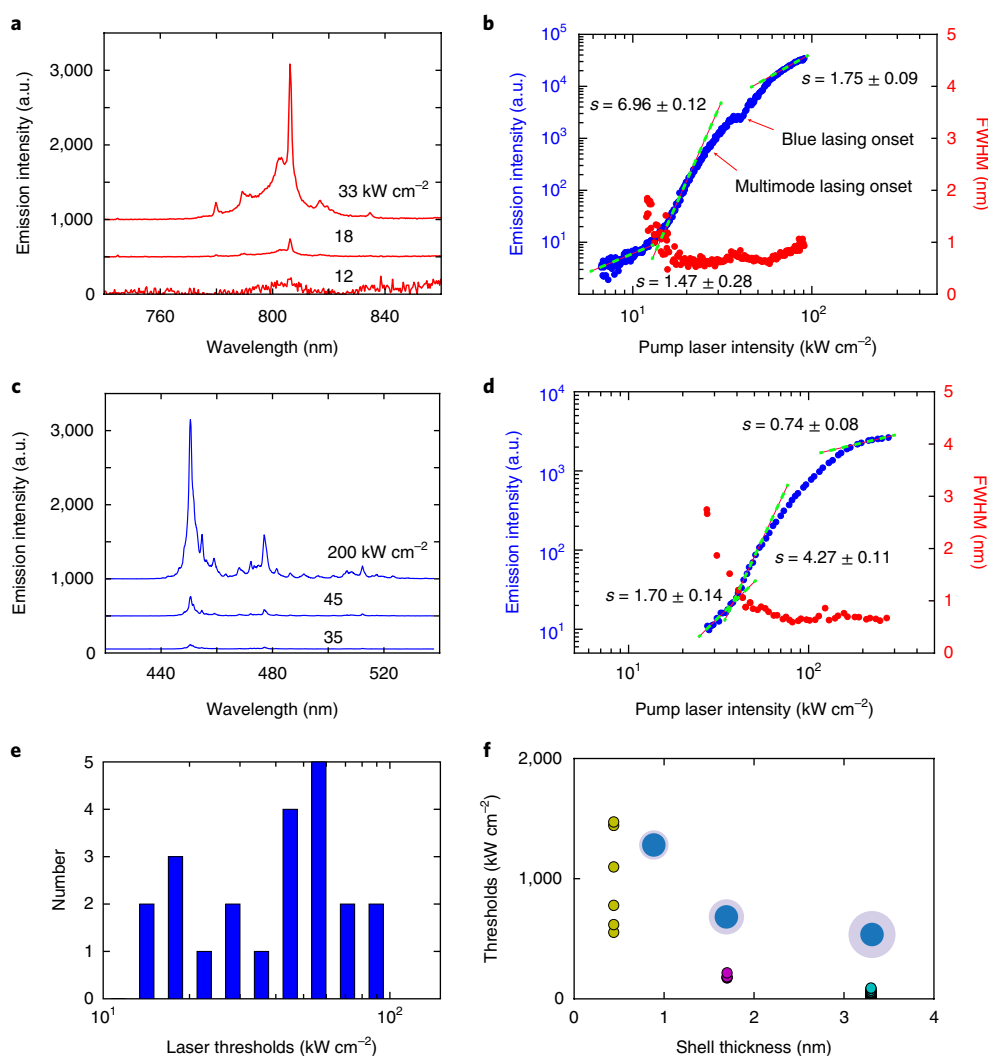 a
Emission intensity (a.u.)
3,000
2,000
1,000
0
33 kW cm⁻²
18
12
760
800
840
Wavelength (nm)
b
Emission intensity (a.u.)
10⁵
10⁴
10³
10²
10¹
s = 6.96 ± 0.12
s = 1.75 ± 0.09
Blue lasing onset
Multimode lasing onset
s = 1.47 ± 0.28
5
4
3
2
1
0
FWHM (nm)
10¹
10²
Pump laser intensity (kW cm⁻²)
c
Emission intensity (a.u.)
3,000
2,000
1,000
0
200 kW cm⁻²
45
35
440
480
520
Wavelength (nm)
d
Emission intensity (a.u.)
10⁴
10³
10²
10¹
s = 0.74 ± 0.08
s = 4.27 ± 0.11
s = 1.70 ± 0.14
5
4
3
2
1
0
FWHM (nm)
10¹
10²
Pump laser intensity (kW cm⁻²)
e
Number
5
4
3
2
1
0
10¹
10²
Laser thresholds (kW cm⁻²)
f
Thresholds (kW cm⁻²)
2,000
1,000
0
0
1
2
3
4
Shell thickness (nm)